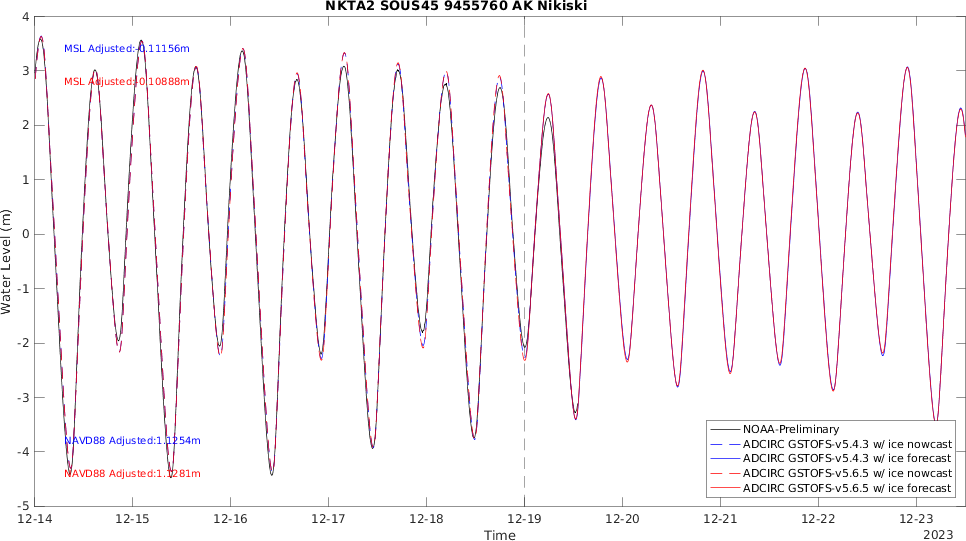 NKTA2 SOUS45 9455760 AK Nikiski
4
3
2
1
0
-1
-2
-3
-4
-5
Water Level (m)
MSL Adjusted:-0.11156m
MSL Adjusted:-0.10888m
NAVD88 Adjusted:1.1254m
NAVD88 Adjusted:1.1281m
NOAA-Preliminary
ADCIRC GSTOFS-v5.4.3 w/ ice nowcast
ADCIRC GSTOFS-v5.4.3 w/ ice forecast
ADCIRC GSTOFS-v5.6.5 w/ ice nowcast
ADCIRC GSTOFS-v5.6.5 w/ ice forecast
12-14 12-15 12-16 12-17 12-18 12-19 12-20 12-21 12-22 12-23
Time
2023